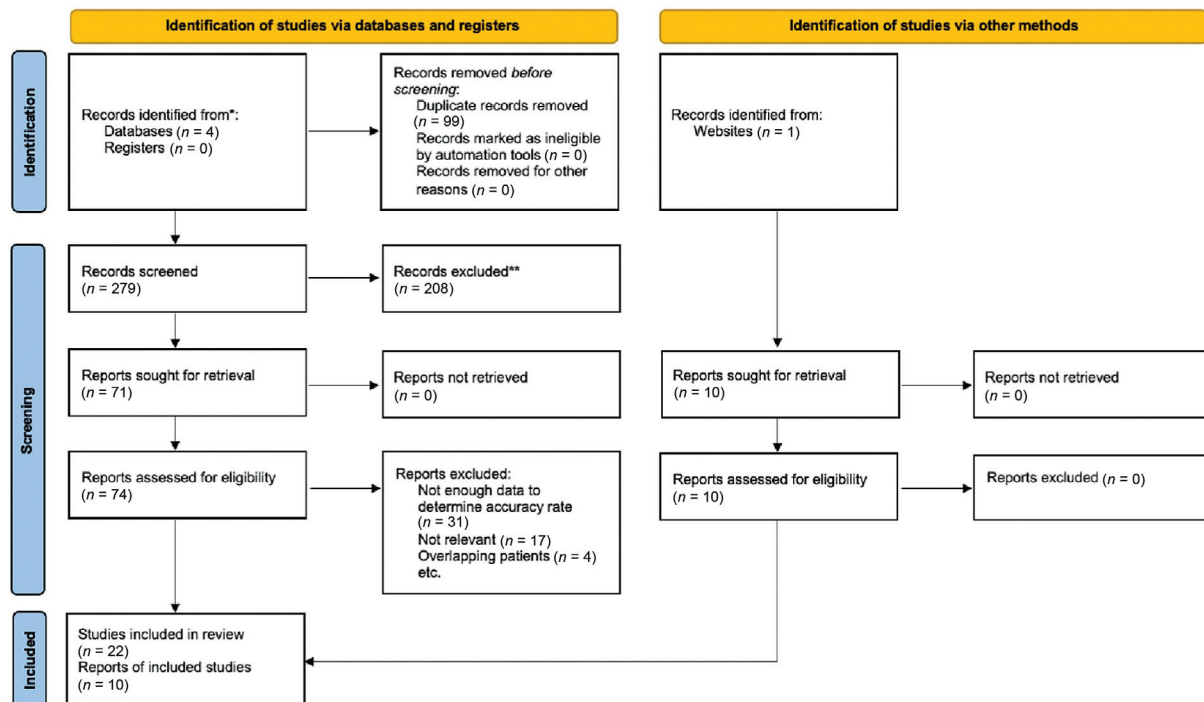 Identification of studies via databases and registers
Identification of studies via other methods
Identification
Records identified from*:
Databases (n = 4)
Registers (n = 0)
Records removed before
screening:
Duplicate records removed
(n = 99)
Records marked as ineligible
by automation tools (n = 0)
Records removed for other
reasons (n = 0)
Records identified from:
Websites (n = 1)
Screening
Records screened
(n = 279)
Records excluded**
(n = 208)
Reports sought for retrieval
(n = 71)
Reports not retrieved
(n = 0)
Reports sought for retrieval
(n = 10)
Reports not retrieved
(n = 0)
Reports assessed for eligibility
(n = 74)
Reports excluded:
Not enough data to
determine accuracy rate
(n = 31)
Not relevant (n = 17)
Overlapping patients (n = 4)
etc.
Reports assessed for eligibility
(n = 10)
Reports excluded (n = 0)
Included
Studies included in review
(n = 22)
Reports of included studies
(n = 10)